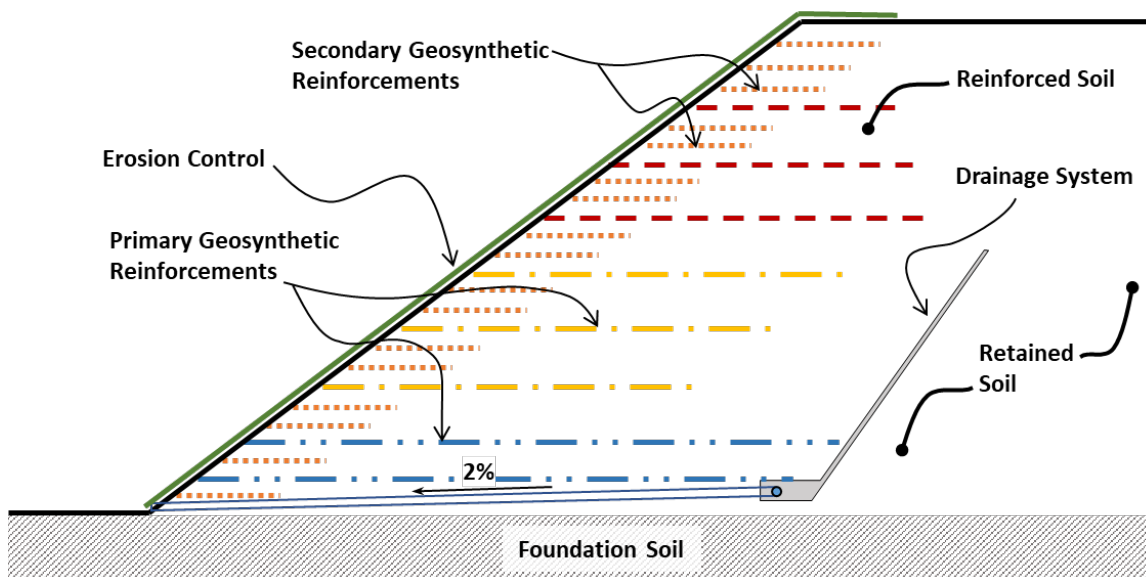 Secondary Geosynthetic
Reinforcements
Reinforced Soil
Erosion Control
Drainage System
Primary Geosynthetic
Reinforcements
Retained
Soil
2%
Foundation Soil